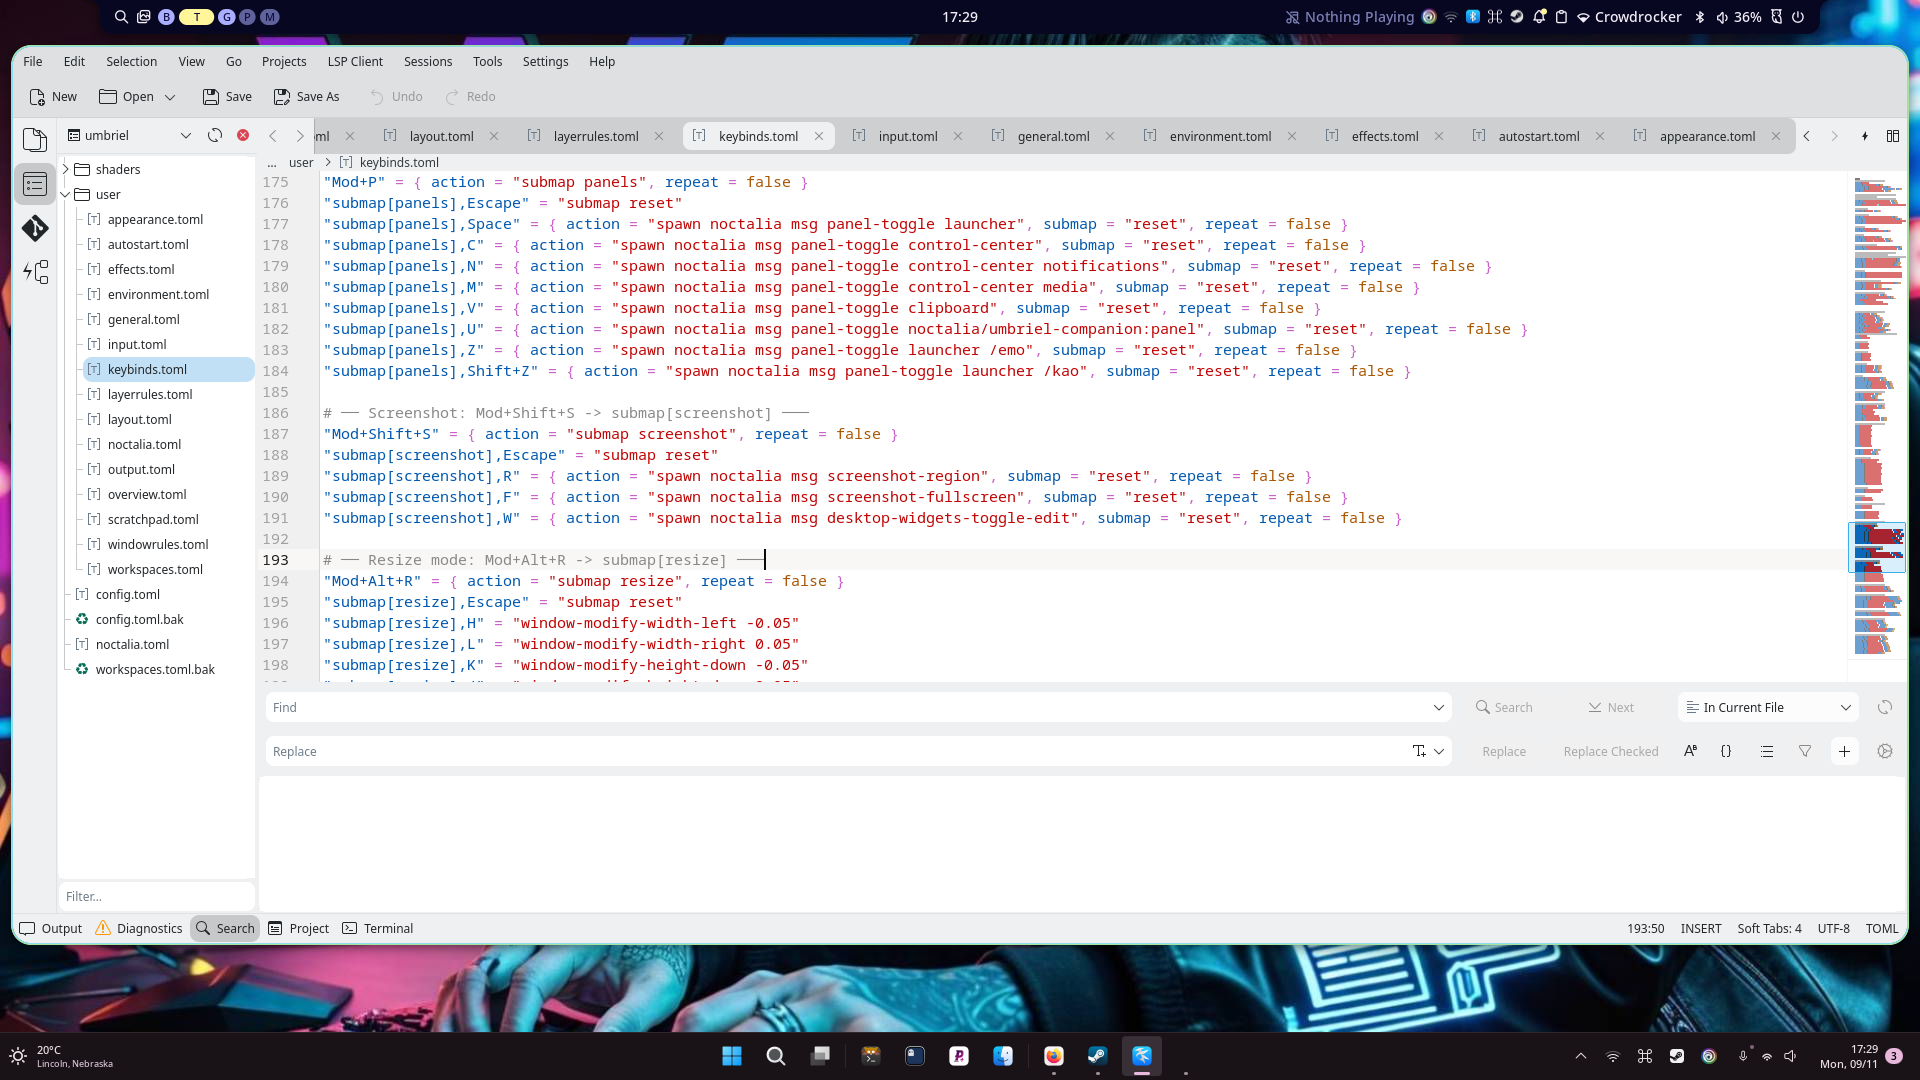 B T G P M
17:29
Nothing Playing
Crowdrocker
36%
File Edit Selection View Go Projects LSP Client Sessions Tools Settings Help
New Open Save Save As Undo Redo
umbriel
ml layout.toml layerrules.toml keybinds.toml input.toml general.toml environment.toml effects.toml autostart.toml appearance.toml
... user > keybinds.toml
shaders
user
appearance.toml
autostart.toml
effects.toml
environment.toml
general.toml
input.toml
keybinds.toml
layerrules.toml
layout.toml
noctalia.toml
output.toml
overview.toml
scratchpad.toml
windowrules.toml
workspaces.toml
config.toml
config.toml.bak
noctalia.toml
workspaces.toml.bak
Filter...
175 "Mod+P" = { action = "submap panels", repeat = false }
176 "submap[panels],Escape" = "submap reset"
177 "submap[panels],Space" = { action = "spawn noctalia msg panel-toggle launcher", submap = "reset", repeat = false }
178 "submap[panels],C" = { action = "spawn noctalia msg panel-toggle control-center", submap = "reset", repeat = false }
179 "submap[panels],N" = { action = "spawn noctalia msg panel-toggle control-center notifications", submap = "reset", repeat = false }
180 "submap[panels],M" = { action = "spawn noctalia msg panel-toggle control-center media", submap = "reset", repeat = false }
181 "submap[panels],V" = { action = "spawn noctalia msg panel-toggle clipboard", submap = "reset", repeat = false }
182 "submap[panels],U" = { action = "spawn noctalia msg panel-toggle noctalia/umbriel-companion:panel", submap = "reset", repeat = false }
183 "submap[panels],Z" = { action = "spawn noctalia msg panel-toggle launcher /emo", submap = "reset", repeat = false }
184 "submap[panels],Shift+Z" = { action = "spawn noctalia msg panel-toggle launcher /kao", submap = "reset", repeat = false }
185
186 # ── Screenshot: Mod+Shift+S -> submap[screenshot] ───
187 "Mod+Shift+S" = { action = "submap screenshot", repeat = false }
188 "submap[screenshot],Escape" = "submap reset"
189 "submap[screenshot],R" = { action = "spawn noctalia msg screenshot-region", submap = "reset", repeat = false }
190 "submap[screenshot],F" = { action = "spawn noctalia msg screenshot-fullscreen", submap = "reset", repeat = false }
191 "submap[screenshot],W" = { action = "spawn noctalia msg desktop-widgets-toggle-edit", submap = "reset", repeat = false }
192
193 # ── Resize mode: Mod+Alt+R -> submap[resize] ───
194 "Mod+Alt+R" = { action = "submap resize", repeat = false }
195 "submap[resize],Escape" = "submap reset"
196 "submap[resize],H" = "window-modify-width-left -0.05"
197 "submap[resize],L" = "window-modify-width-right 0.05"
198 "submap[resize],K" = "window-modify-height-down -0.05"
Find
Search Next In Current File
Replace
Replace Replace Checked
Output Diagnostics Search Project Terminal
193:50 INSERT Soft Tabs: 4 UTF-8 TOML
20°C
Lincoln, Nebraska
17:29
Mon, 09/11
3